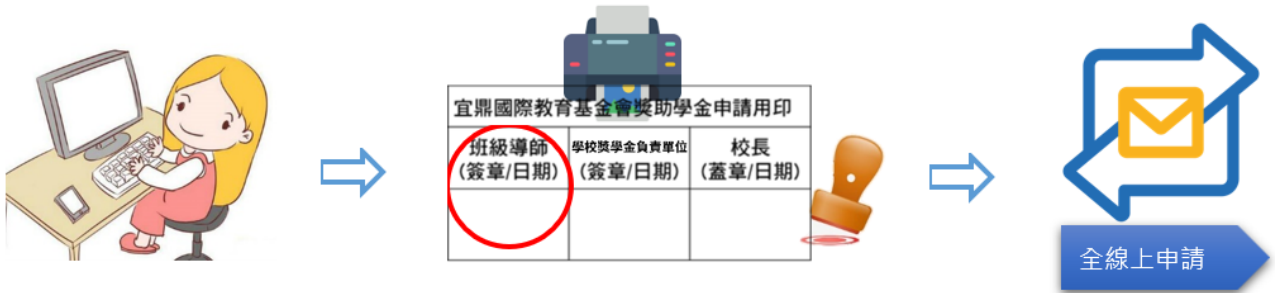 宜鼎國際教育基金會獎助學金申請用印
班級導師
(簽章/日期)
學校獎學金負責單位
(簽章/日期)
校長
(蓋章/日期)
全線上申請